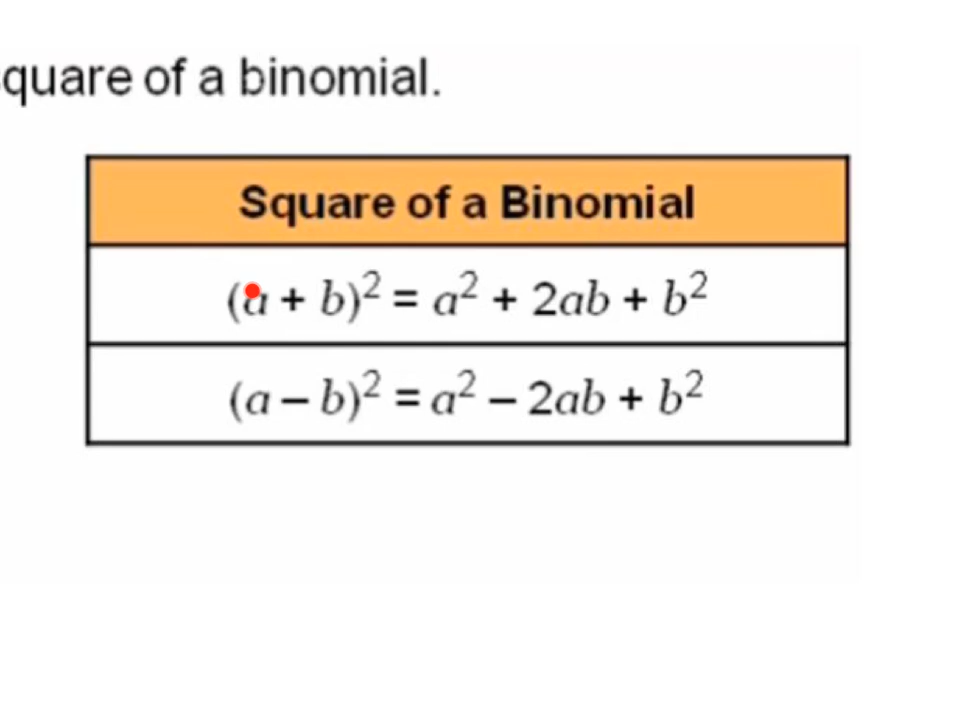 quare of a binomial.
Square of a Binomial
(a + b)² = a² + 2ab + b²
(a – b)² = a² – 2ab + b²